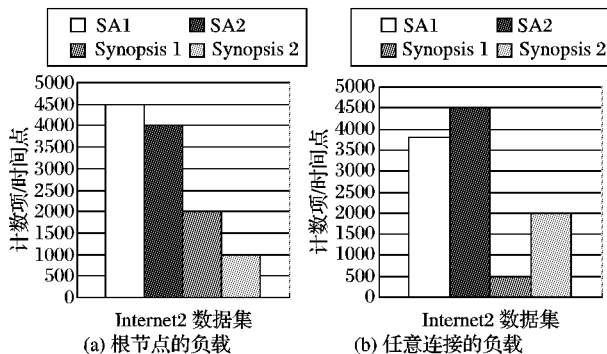 SA1
SA2
Synopsis 1
Synopsis 2
计数项/时间点
5000
4500
4000
3500
3000
2500
2000
1500
1000
500
0
Internet2 数据集
(a) 根节点的负载
SA1
SA2
Synopsis 1
Synopsis 2
计数项/时间点
5000
4500
4000
3500
3000
2500
2000
1500
1000
500
0
Internet2 数据集
(b) 任意连接的负载